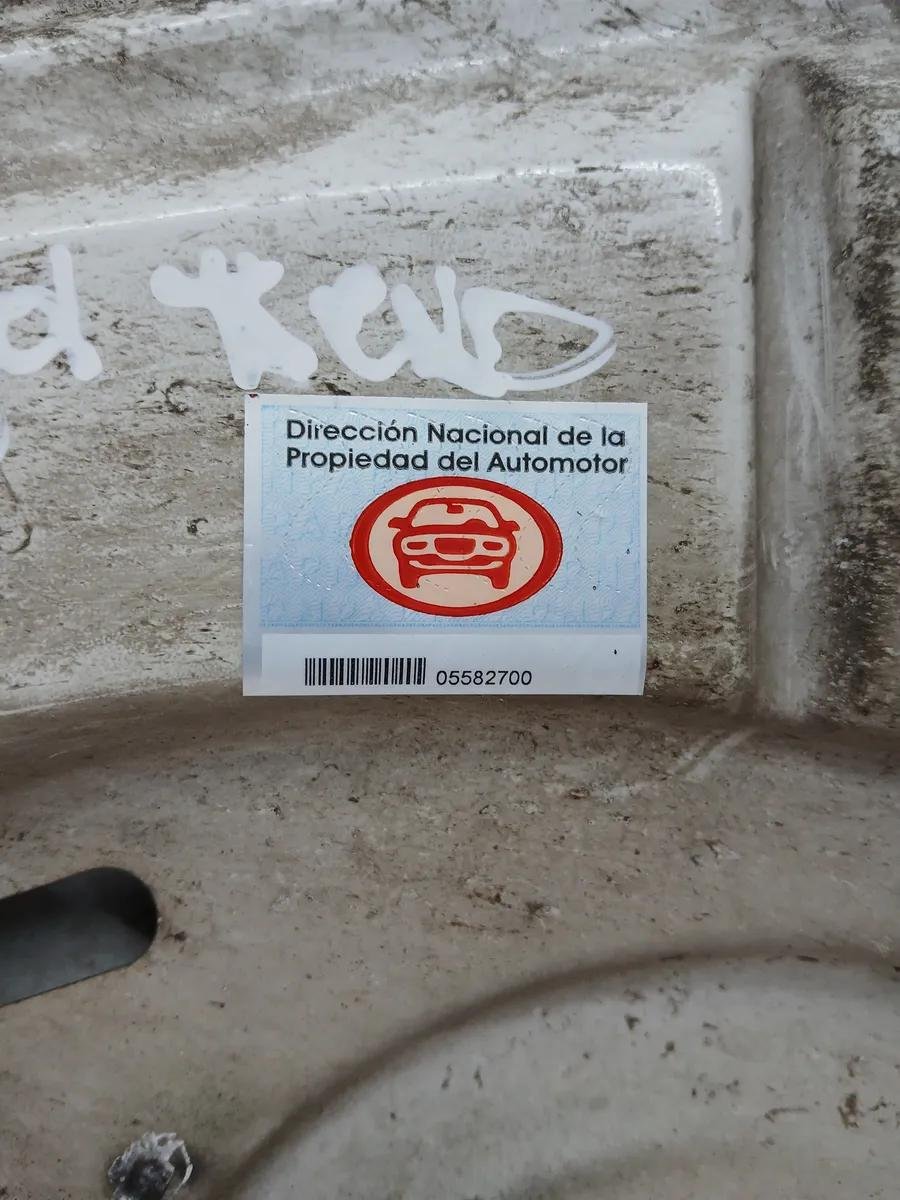 Dirección Nacional de la
Propiedad del Automotor
05582700